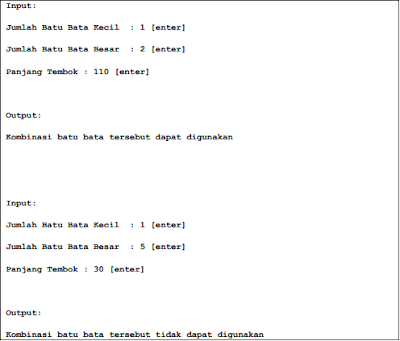 Input:
Jumlah Batu Bata Kecil : 1 [enter]
Jumlah Batu Bata Besar : 2 [enter]
Panjang Tembok : 110 [enter]
Output:
Kombinasi batu bata tersebut dapat digunakan
Input:
Jumlah Batu Bata Kecil : 1 [enter]
Jumlah Batu Bata Besar : 5 [enter]
Panjang Tembok : 30 [enter]
Output:
Kombinasi batu bata tersebut tidak dapat digunakan